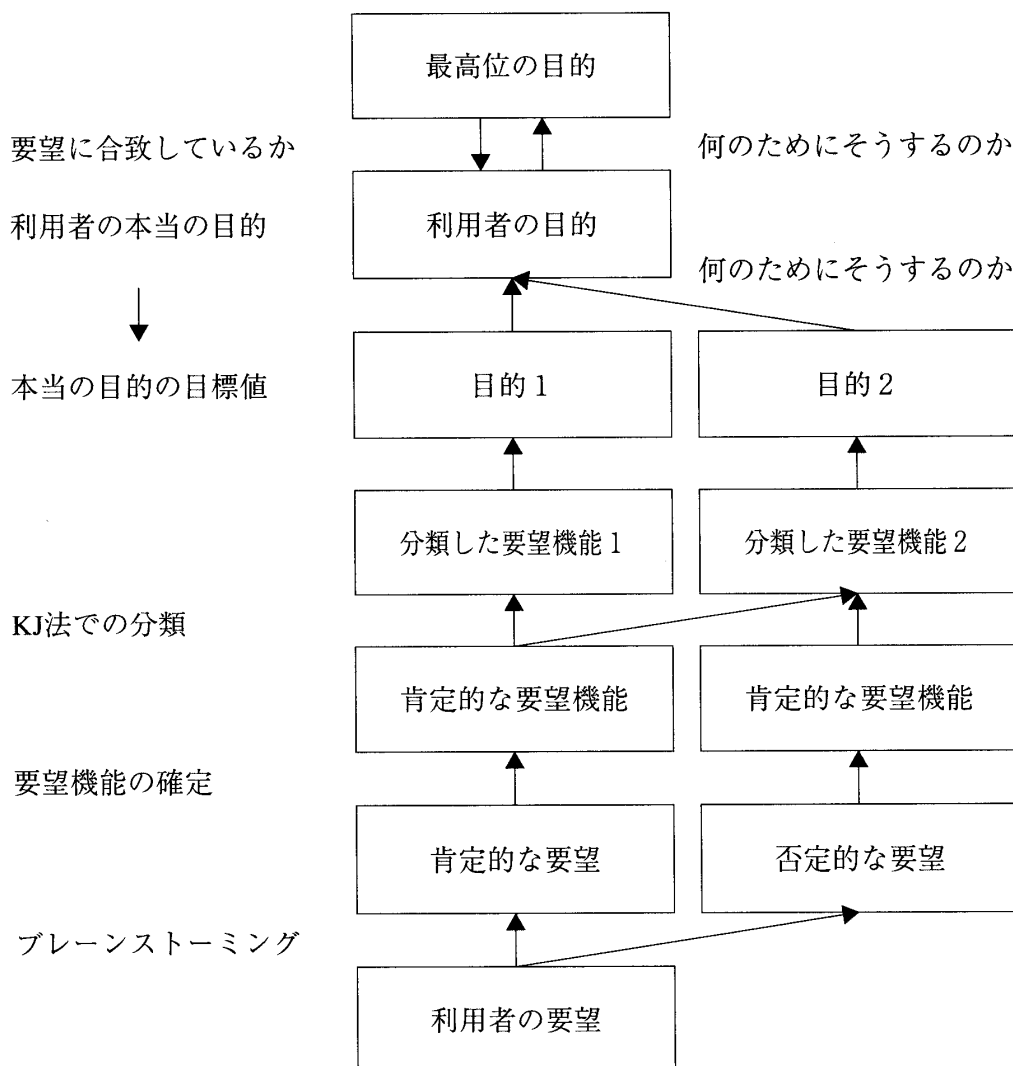 最高位の目的
要望に合致しているか
何のためにそうするのか
利用者の本当の目的
利用者の目的
何のためにそうするのか
本当の目的の目標値
目的1
目的2
分類した要望機能1
分類した要望機能2
KJ法での分類
肯定的な要望機能
肯定的な要望機能
要望機能の確定
肯定的な要望
否定的な要望
ブレーンストーミング
利用者の要望